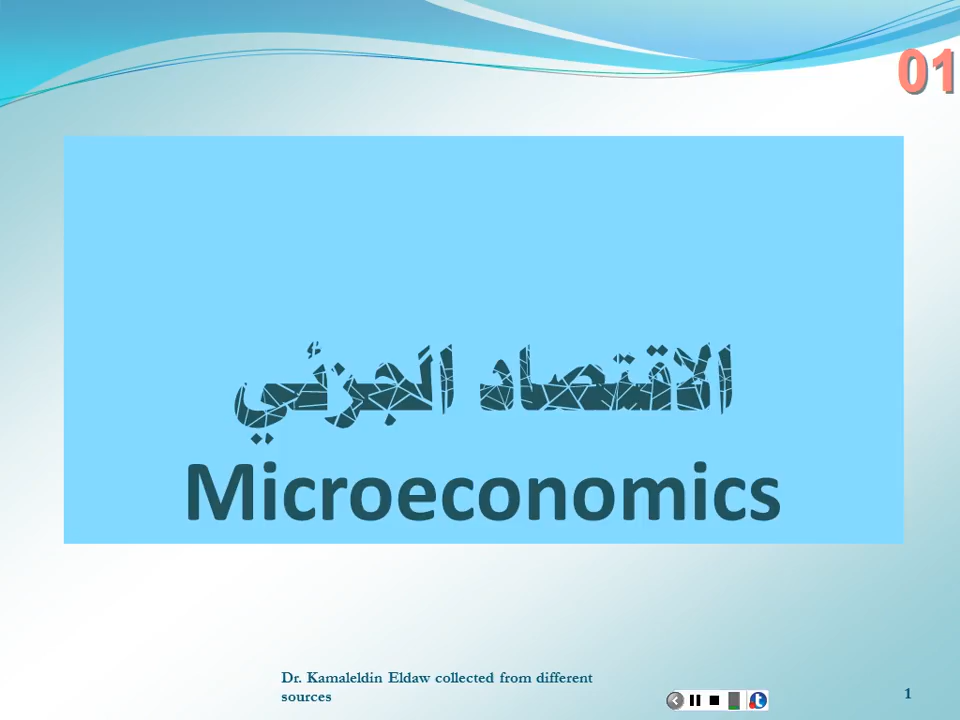 01
الاقتصاد الجزئي
Microeconomics
Dr. Kamaleldin Eldaw collected from different
sources
1